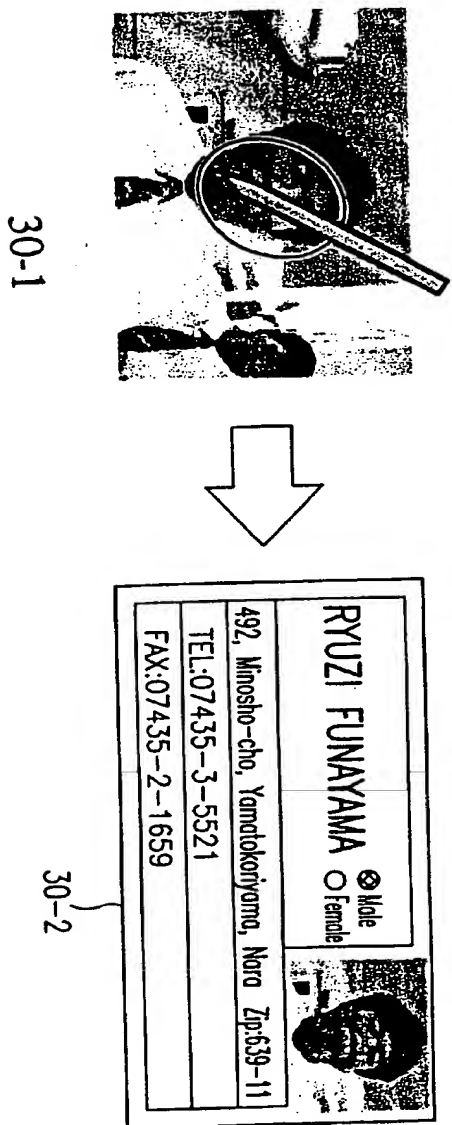 30-1
RYUZI FUNAYAMA
Male
Female
492, Minosho-cho, Yamatokoriyama, Nara Zip:639-11
TEL:07435-3-5521
FAX:07435-2-1659
30-2